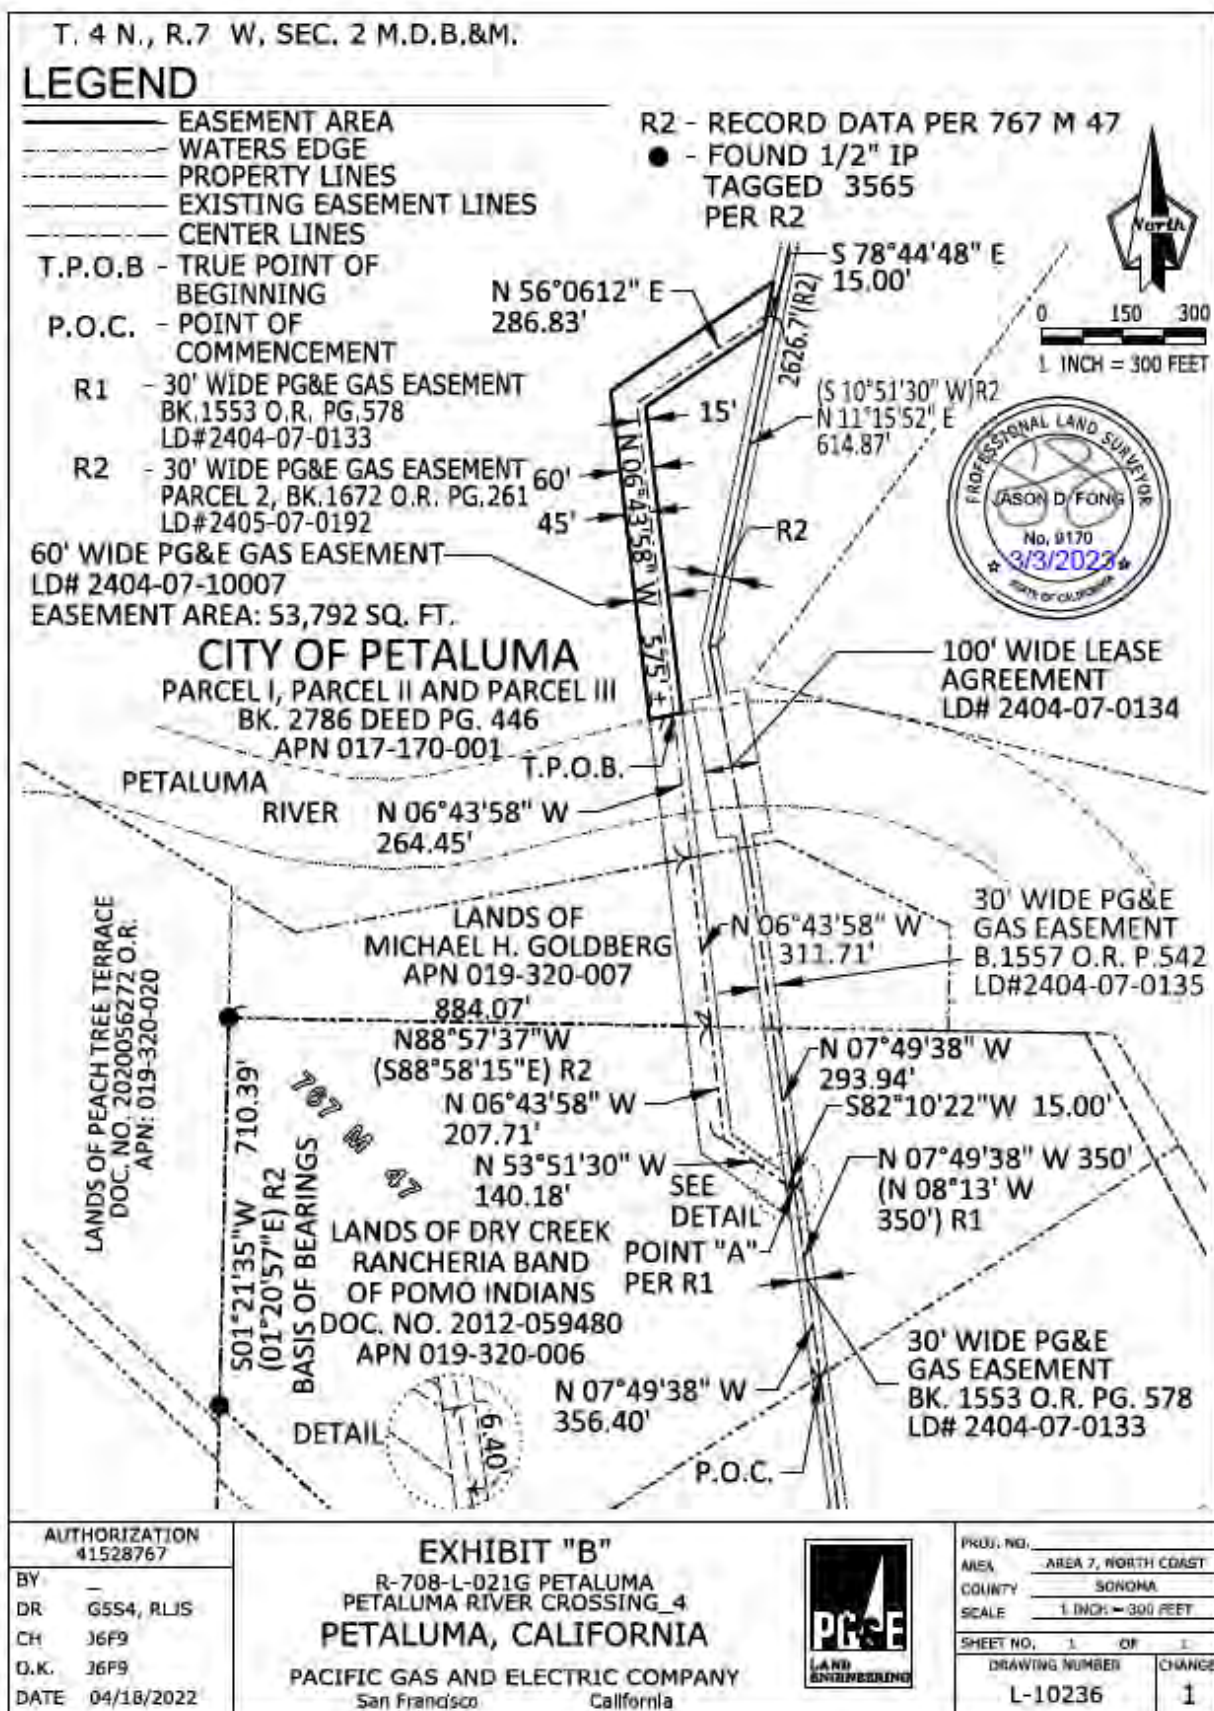 T. 4 N., R.7 W. SEC. 2 M.D.B.&M.
LEGEND
EASEMENT AREA
WATERS EDGE
PROPERTY LINES
EXISTING EASEMENT LINES
CENTER LINES
T.P.O.B - TRUE POINT OF
BEGINNING
P.O.C. - POINT OF
COMMENCEMENT
R1 - 30' WIDE PG&E GAS EASEMENT
BK.1553 O.R. PG.578
LD#2404-07-0133
R2 - 30' WIDE PG&E GAS EASEMENT
PARCEL 2, BK.1672 O.R. PG.261
LD#2405-07-0192
60' WIDE PG&E GAS EASEMENT
LD# 2404-07-10007
EASEMENT AREA: 53,792 SQ. FT.
R2 - RECORD DATA PER 767 M 47
● - FOUND 1/2" IP
TAGGED 3565
PER R2
North
0 150 300
1 INCH = 300 FEET
PROFESSIONAL LAND SURVEYOR
JASON D. FONG
No. 9170
3/3/2023
STATE OF CALIFORNIA
S 78°44'48" E
15.00'
N 56°0612" E
286.83'
2626.7'(R2)
(S 10°51'30" W)R2
N 11°15'52" E
614.87'
15'
60'
45'
N 06°43'58" W 575' ±
R2
CITY OF PETALUMA
PARCEL I, PARCEL II AND PARCEL III
BK. 2786 DEED PG. 446
APN 017-170-001
100' WIDE LEASE
AGREEMENT
LD# 2404-07-0134
T.P.O.B.
PETALUMA
RIVER
N 06°43'58" W
264.45'
LANDS OF PEACH TREE TERRACE
DOC. NO. 2020056272 O.R.
APN: 019-320-020
LANDS OF
MICHAEL H. GOLDBERG
APN 019-320-007
N 06°43'58" W
311.71'
30' WIDE PG&E
GAS EASEMENT
B.1557 O.R. P.542
LD#2404-07-0135
884.07'
N88°57'37"W
(S88°58'15"E) R2
N 07°49'38" W
293.94'
S82°10'22"W 15.00'
767 M 47
N 06°43'58" W
207.71'
N 53°51'30" W
140.18'
SEE
DETAIL
N 07°49'38" W 350'
(N 08°13' W
350') R1
S01°21'35"W 710.39'
(01°20'57"E) R2
BASIS OF BEARINGS
LANDS OF DRY CREEK
RANCHERIA BAND
OF POMO INDIANS
DOC. NO. 2012-059480
APN 019-320-006
POINT "A"
PER R1
30' WIDE PG&E
GAS EASEMENT
BK. 1553 O.R. PG. 578
LD# 2404-07-0133
N 07°49'38" W
356.40'
DETAIL
6.40'
P.O.C.
AUTHORIZATION
41528767
BY _
DR GSS4, RLJS
CH J6F9
O.K. J6F9
DATE 04/18/2022
EXHIBIT "B"
R-708-L-021G PETALUMA
PETALUMA RIVER CROSSING_4
PETALUMA, CALIFORNIA
PACIFIC GAS AND ELECTRIC COMPANY
San Francisco California
PG&E
LAND
ENGINEERING
PROJ. NO.
AREA AREA 7, NORTH COAST
COUNTY SONOMA
SCALE 1 INCH = 300 FEET
SHEET NO. 1 OF 1
DRAWING NUMBER CHANGE
L-10236 1